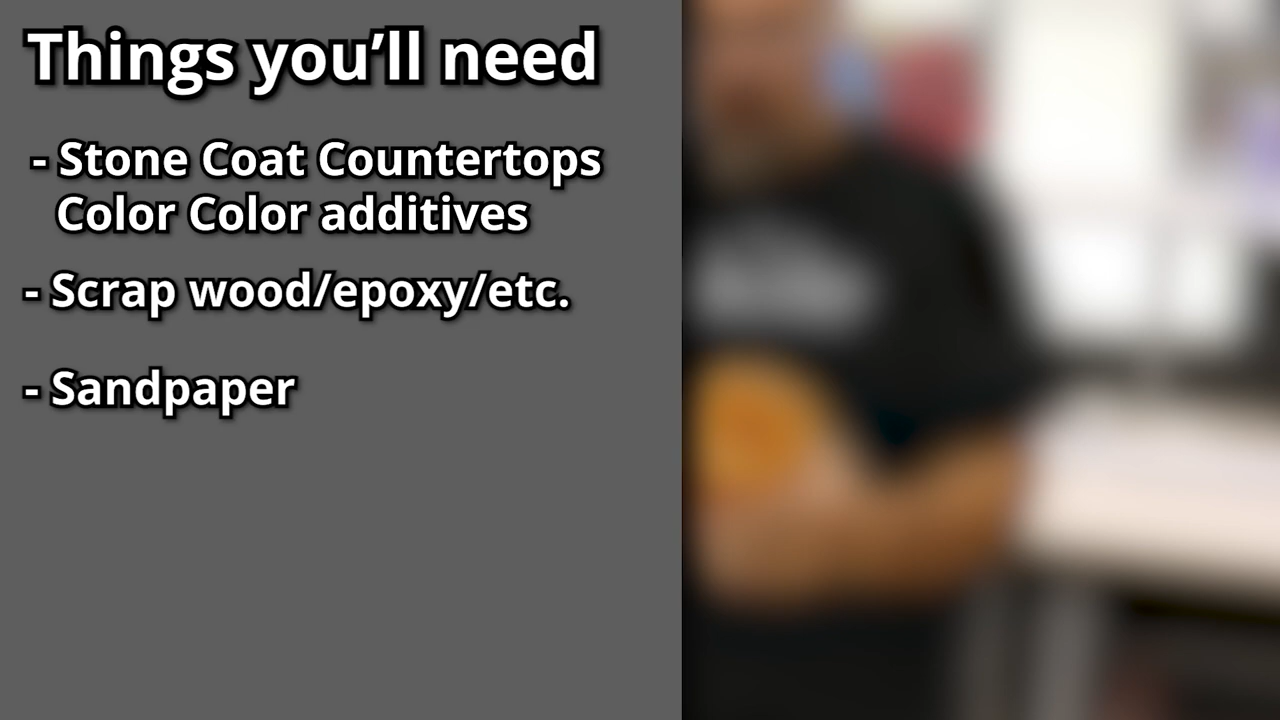 Things you’ll need
- Stone Coat Countertops
Color Color additives
- Scrap wood/epoxy/etc.
- Sandpaper